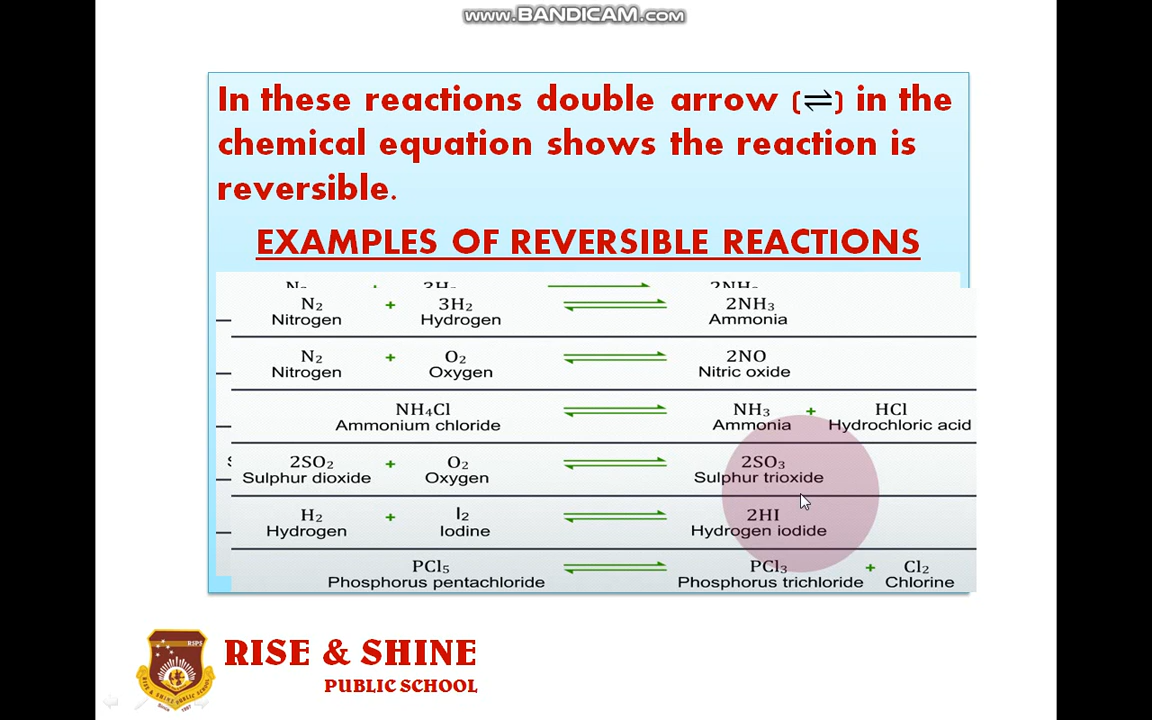 www.BANDICAM.com
In these reactions double arrow (⇌) in the
chemical equation shows the reaction is
reversible.
EXAMPLES OF REVERSIBLE REACTIONS
N₂ + 3H₂ ⇌ 2NH₃
Nitrogen Hydrogen Ammonia
N₂ + O₂ ⇌ 2NO
Nitrogen Oxygen Nitric oxide
NH₄Cl ⇌ NH₃ + HCl
Ammonium chloride Ammonia Hydrochloric acid
2SO₂ + O₂ ⇌ 2SO₃
Sulphur dioxide Oxygen Sulphur trioxide
H₂ + I₂ ⇌ 2HI
Hydrogen Iodine Hydrogen iodide
PCl₅ ⇌ PCl₃ + Cl₂
Phosphorus pentachloride Phosphorus trichloride Chlorine
RSPS
RISE & SHINE
PUBLIC SCHOOL